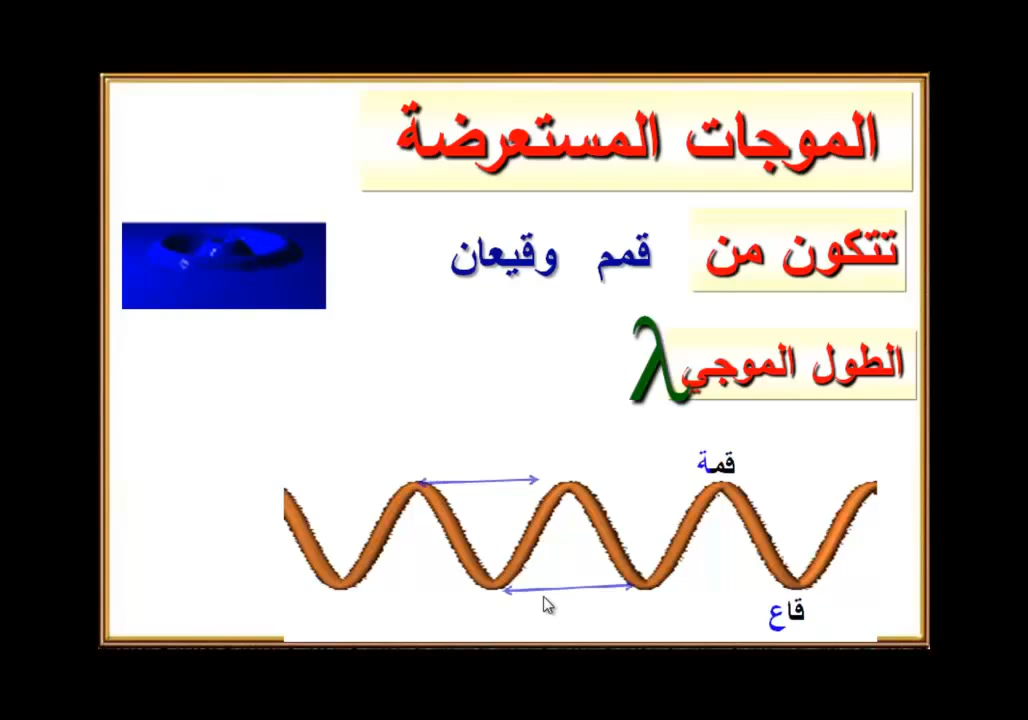 الموجات المستعرضة
تتكون من قمم وقيعان
الطول الموجي λ
قمة
قاع